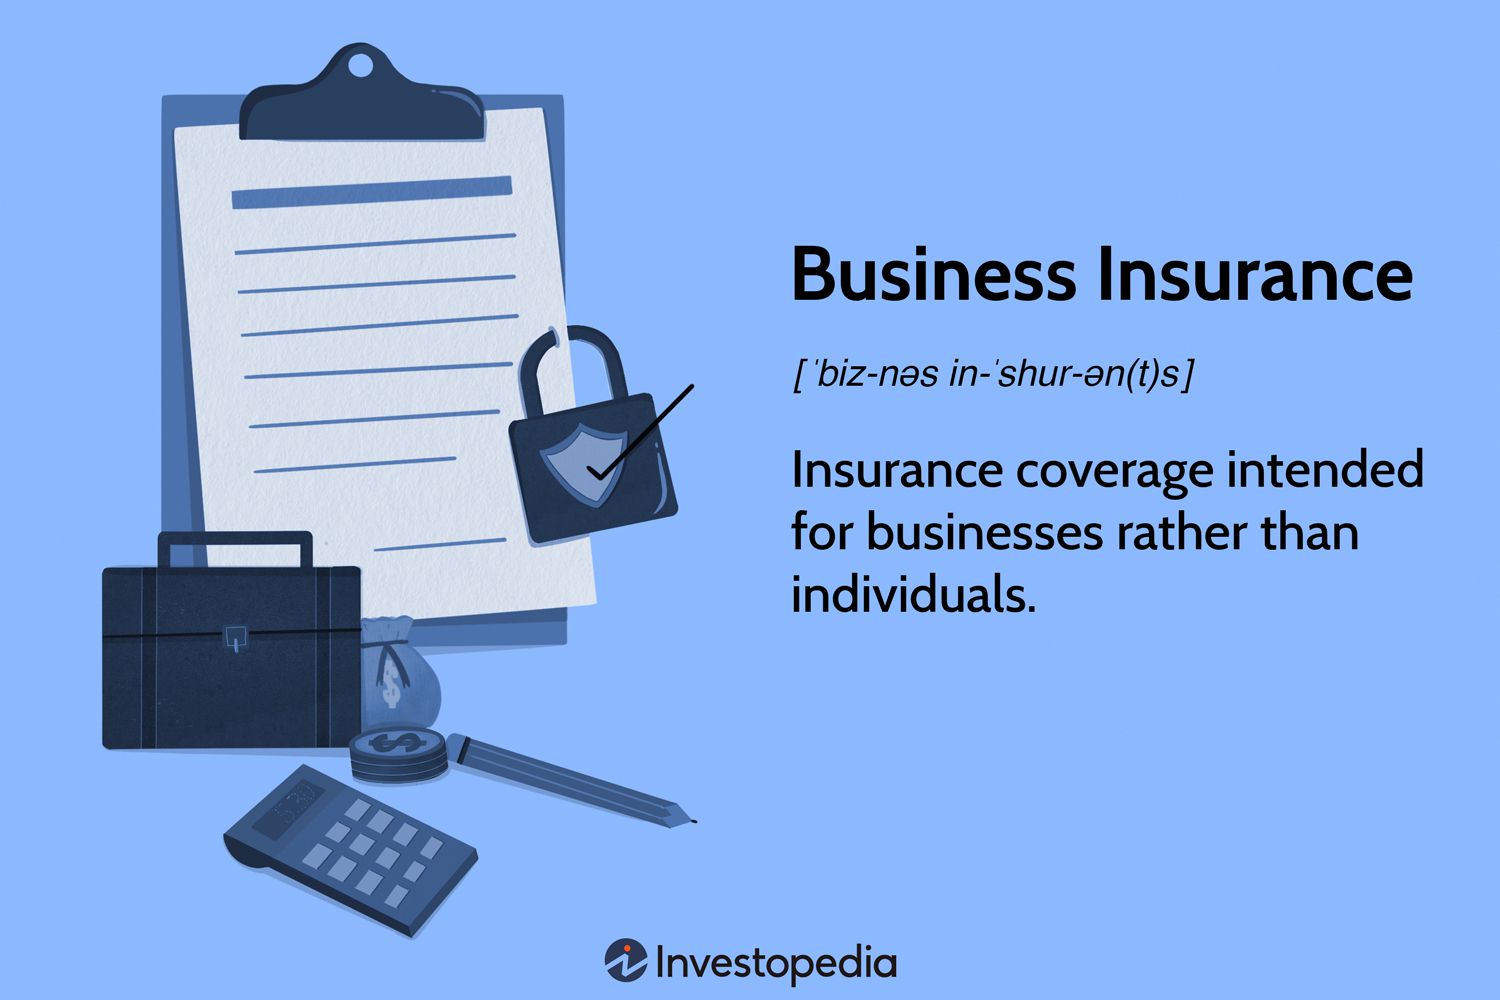 Business Insurance
[ ˈbiz-nəs in-ˈshur-ən(t)s]
Insurance coverage intended
for businesses rather than
individuals.
$
$
Investopedia